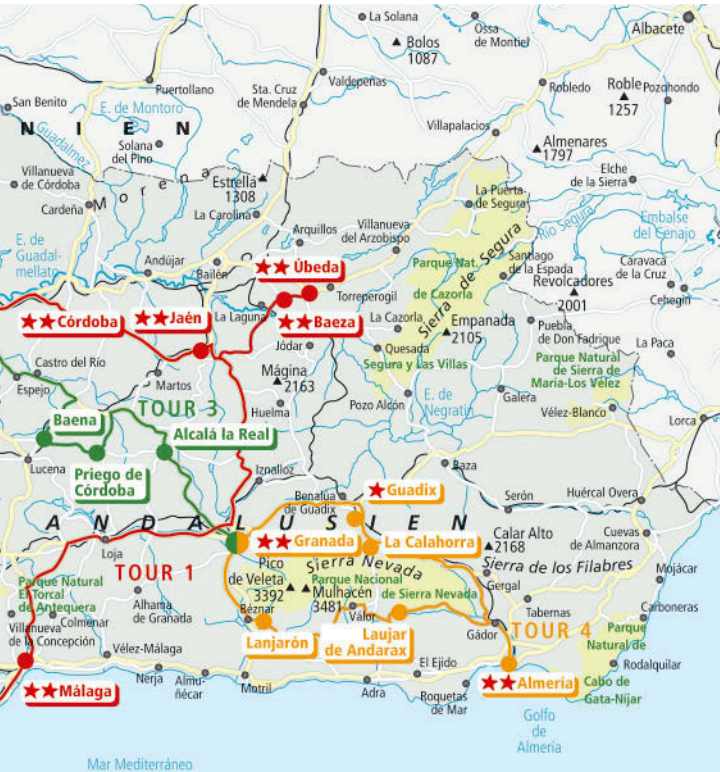 La Solana
Ossa
de Montiel
Albacete
Bolos
1087
Puertollano
Sta. Cruz
de Mendela
Valdepeñas
Robledo
Roble
1257
Pozohondo
San Benito
E. de Montoro
N I E N
Guadalmez
Solana
del Pino
Villapalacios
Almenares
1797
Villanueva
de Córdoba
Estrella
1308
Elche
de la Sierra
Cardeña
Morena
La Carolina
La Puerta
de Segura
Arquillos
Villanueva
del Arzobispo
Río Segura
Embalse
del Cenajo
E. de
Guadal-
mellato
Andújar
Bailén
Úbeda
Parque Nat.
de Cazorla
Sierra de Segura
Santiago
de la Espada
Caravaca
de la Cruz
Revolcadores
2001
Cehegin
Torreperogil
Córdoba
Jaén
La Laguna
Baeza
La Cazorla
Empanada
2105
Puebla
de Don Fadrique
La Paca
Jódar
Quesada
Segura y Las Villas
Parque Natural
de Sierra de
María-Los Vélez
Castro del Río
Espejo
Martos
Mágina
2163
Huelma
Pozo Alcón
E. de
Negratin
Galera
Vélez-Blanco
Lorca
TOUR 3
Baena
Alcalá la Real
Lucena
Priego de
Córdoba
Iznalloz
Baza
Benalúa
de Guadix
Guadix
Serón
Huércal Overa
A N D A L U S I E N
Loja
Granada
La Calahorra
Calar Alto
2168
Cuevas
de Almanzora
TOUR 1
Sierra Nevada
Sierra de los Filabres
Mojácar
Pico
de Veleta
3392
Parque Nacional
de Sierra Nevada
Mulhacén
3481
Gergal
Parque Natural
El Torcal
de Antequera
Alhama
de Granada
Béznar
Válor
Tabernas
Carboneras
Colmenar
Villanueva
de la Concepción
Lanjarón
Laujar
de Andarax
Gádor
TOUR 4
Parque
Natural de
Cabo de
Gata-Níjar
Vélez-Málaga
Rodalquilar
El Ejido
Málaga
Nerja
Almu-
ñécar
Motril
Adra
Roquetas
de Mar
Almería
Golfo
de
Almería
Mar Mediterráneo